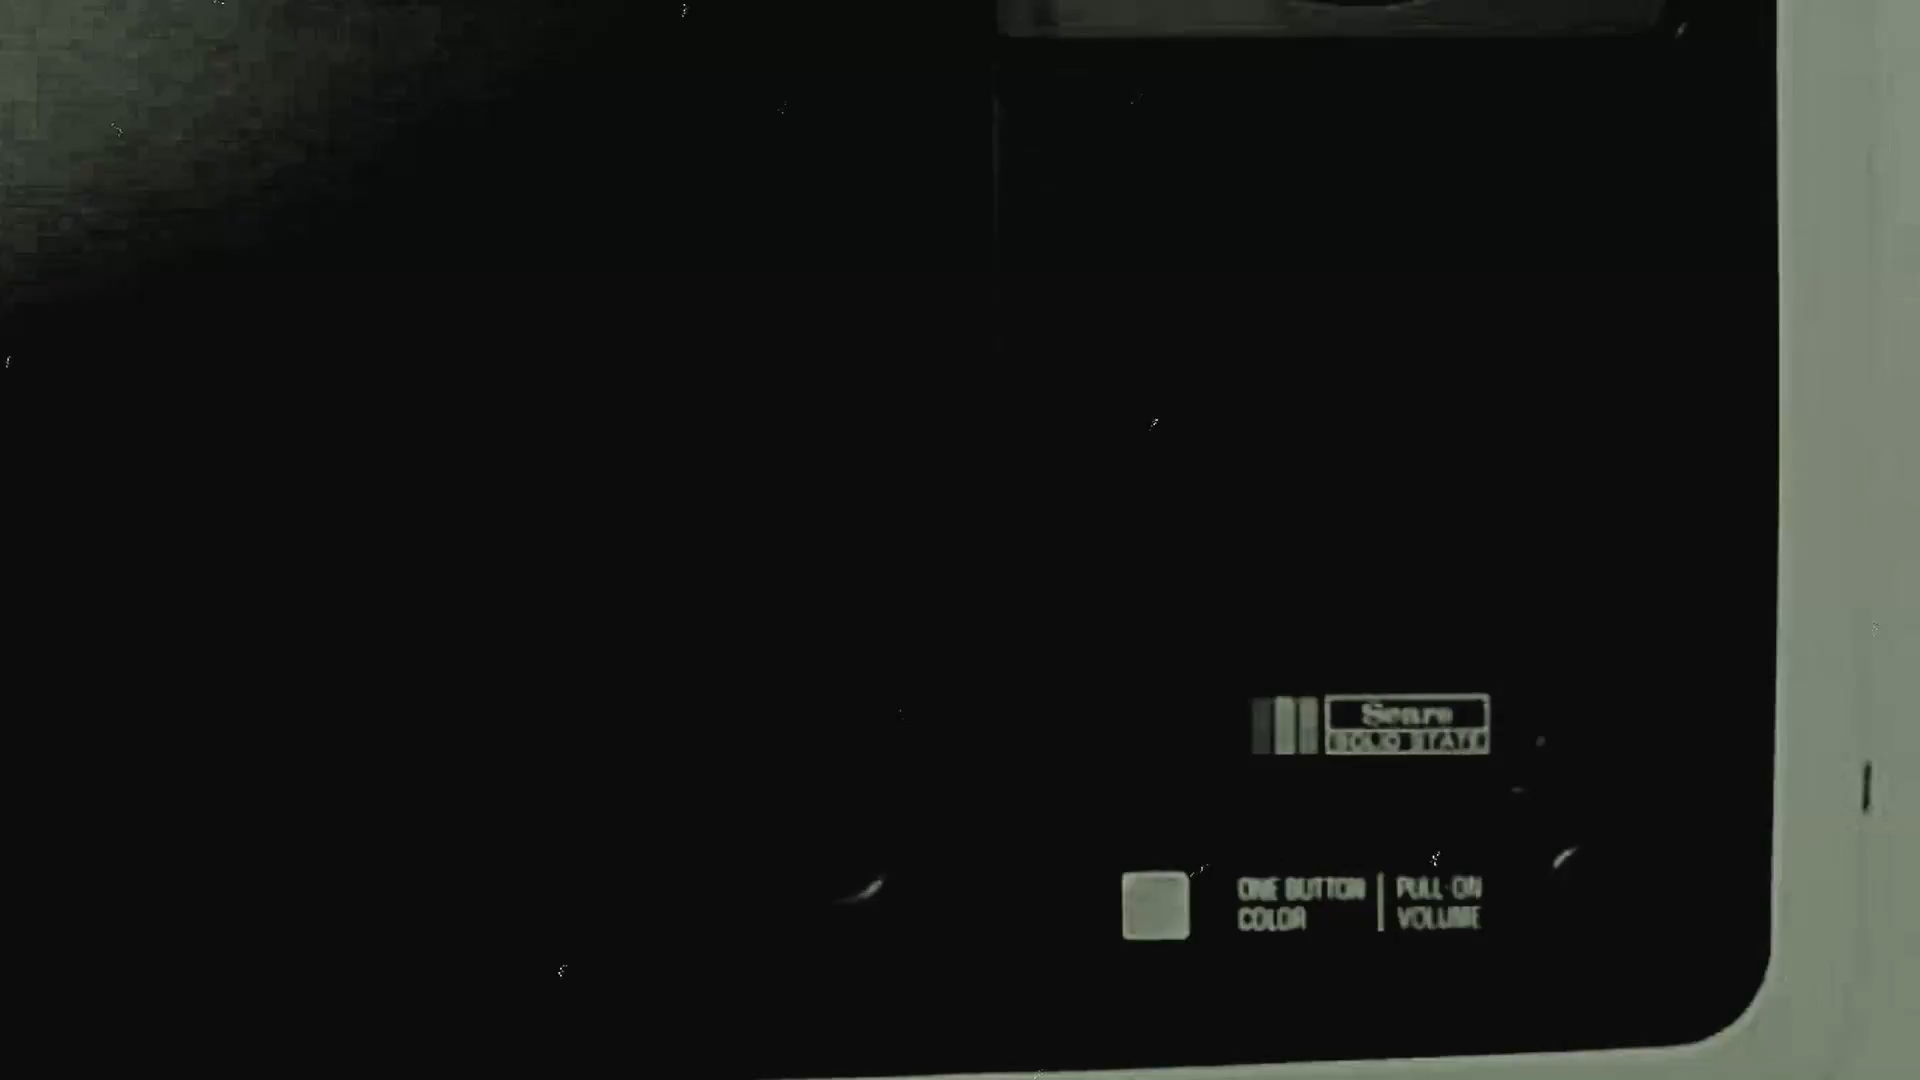 Sears
SOLID STATE
ONE BUTTON
COLOR
PULL-ON
VOLUME